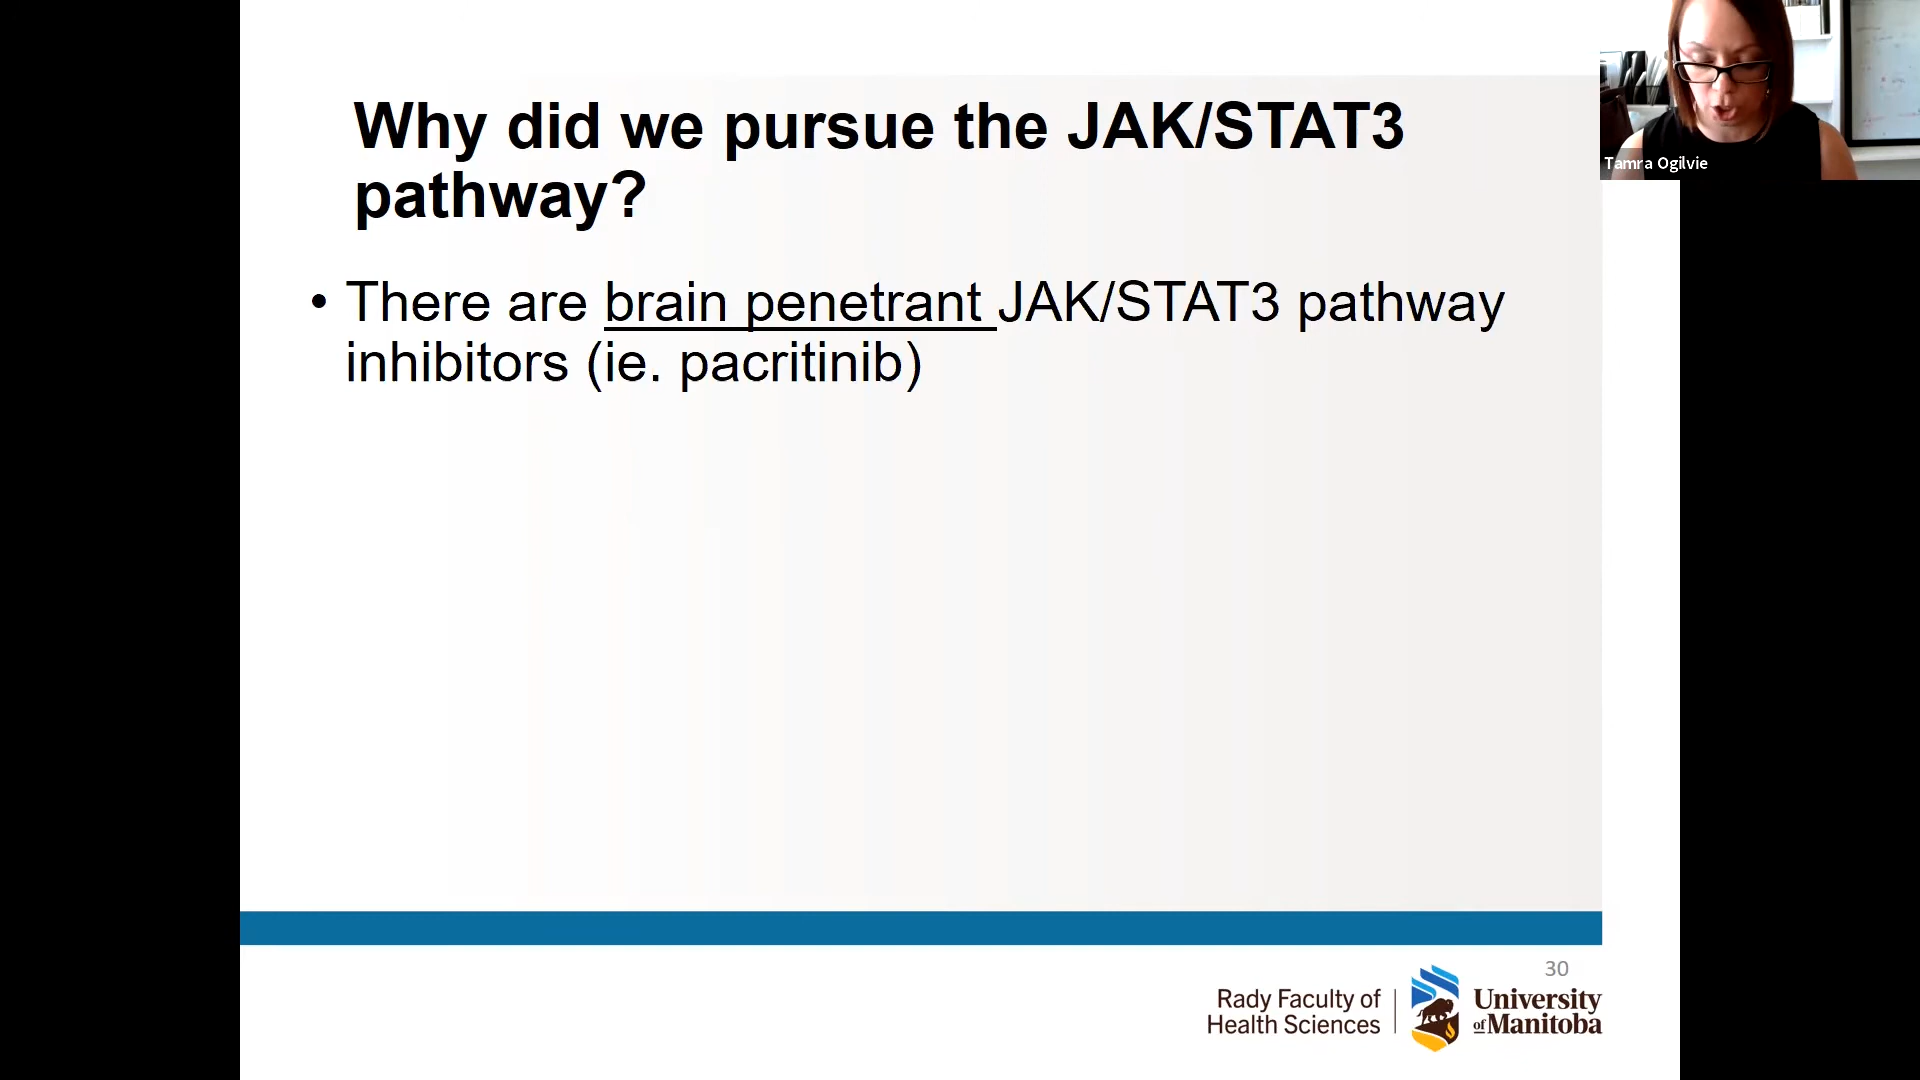 Why did we pursue the JAK/STAT3
pathway?
• There are brain penetrant JAK/STAT3 pathway
inhibitors (ie. pacritinib)
Tamra Ogilvie
30
Rady Faculty of
Health Sciences
University
of Manitoba